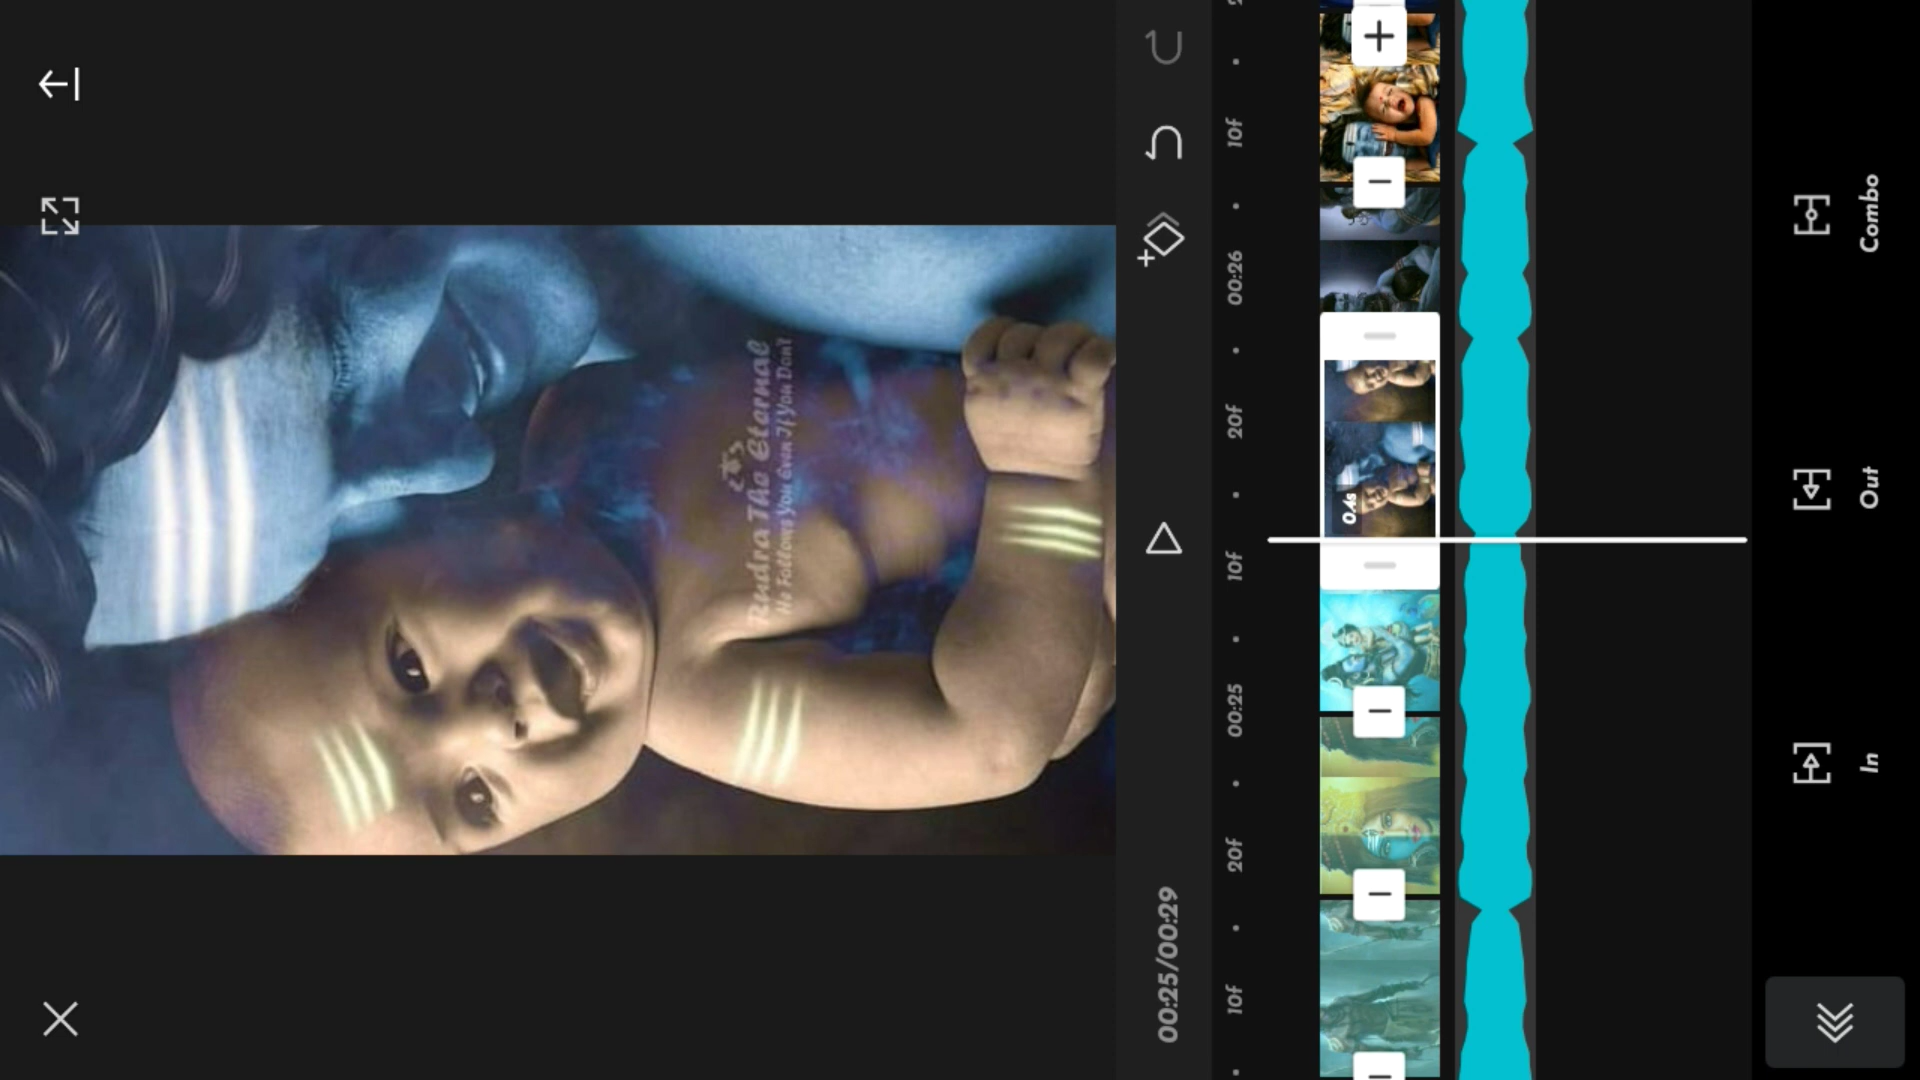 ॐ
Rudra The Eternal
He Follows You Even If You Don't
00:25/00:29
10f
20f
00:25
10f
20f
00:26
10f
0.4s
In
Out
Combo